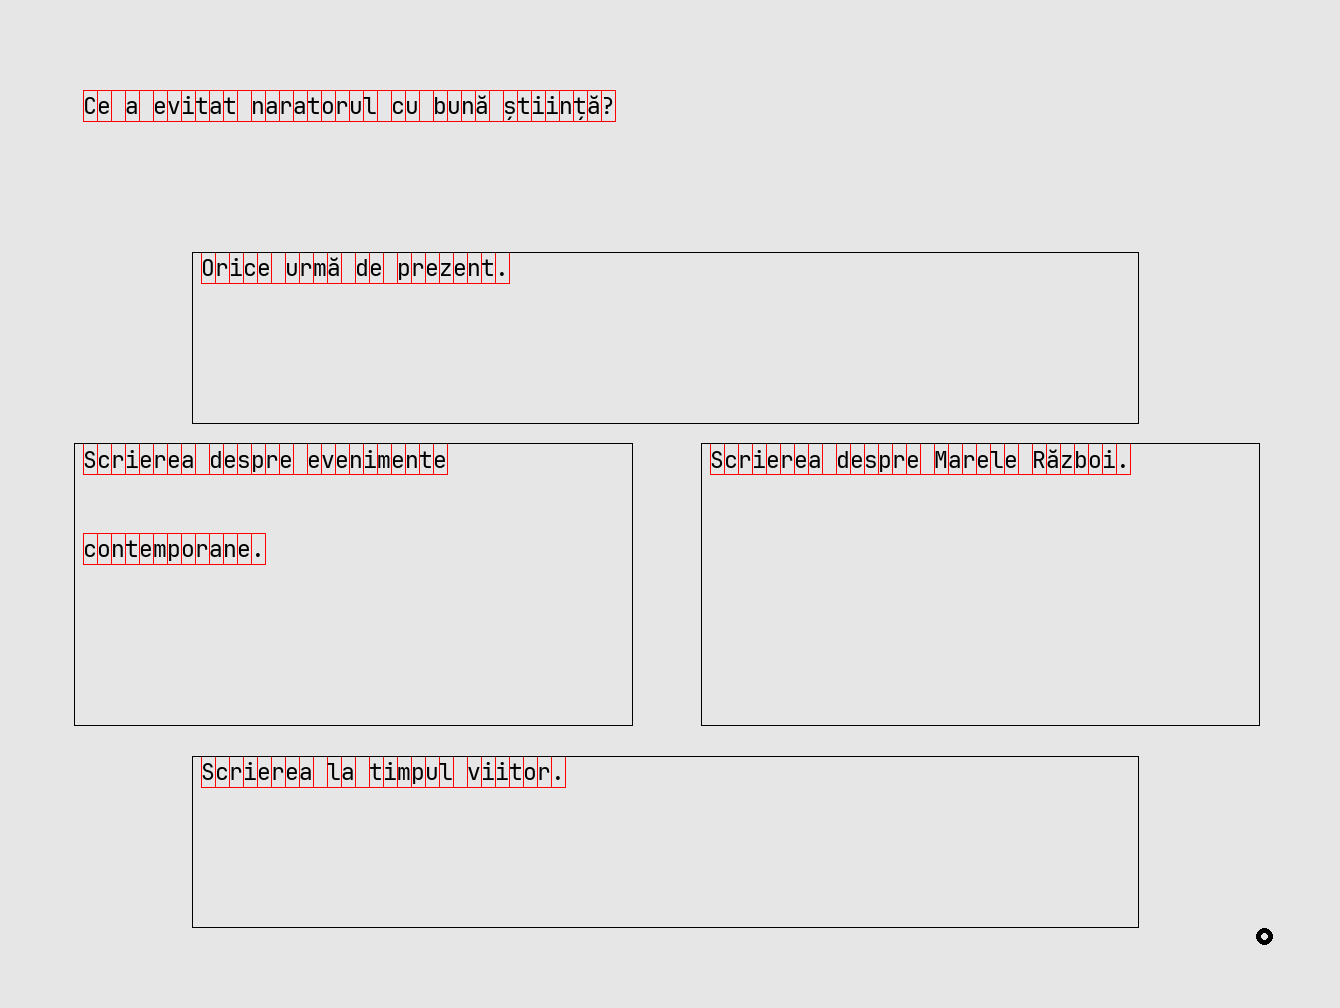 Ce a evitat naratorul cu bună știință?
Orice urmă de prezent.
Scrierea despre evenimente
contemporane.
Scrierea despre Marele Război.
Scrierea la timpul viitor.